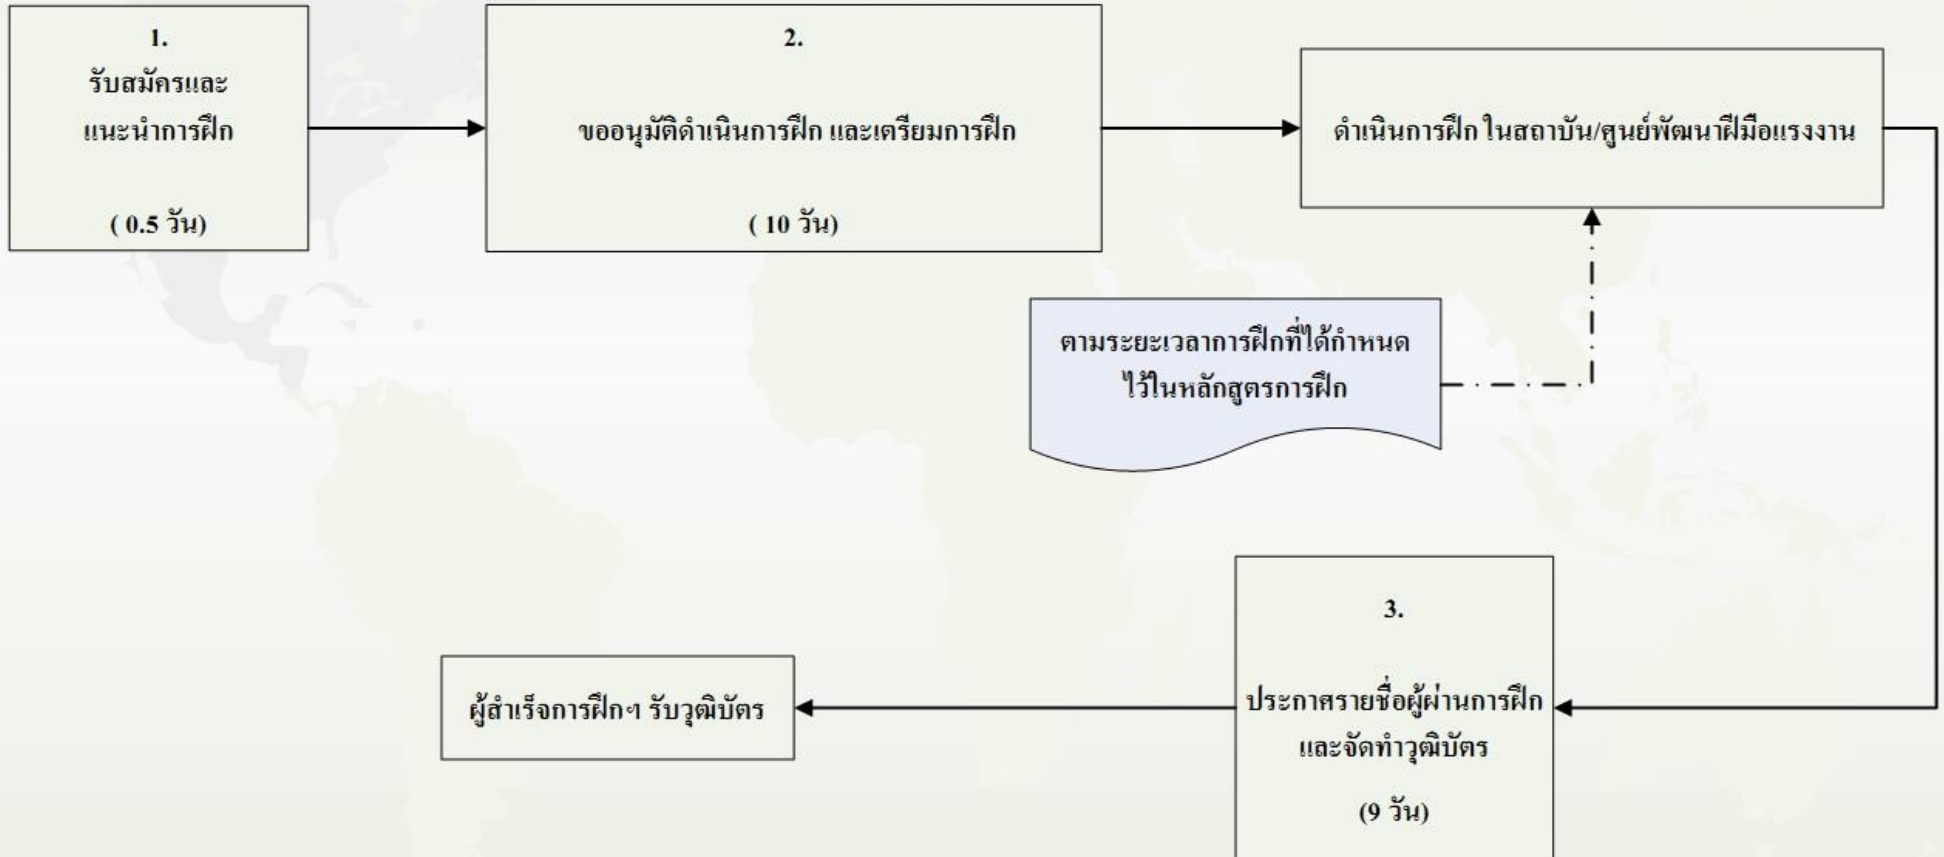 1.
รับสมัครและ
แนะนำการฝึก
( 0.5 วัน)
2.
ขออนุมัติดำเนินการฝึก และเตรียมการฝึก
( 10 วัน)
ดำเนินการฝึก ในสถาบัน/ศูนย์พัฒนาฝีมือแรงงาน
ตามระยะเวลาการฝึกที่ได้กำหนด
ไว้ในหลักสูตรการฝึก
3.
ประกาศรายชื่อผู้ผ่านการฝึก
และจัดทำวุฒิบัตร
(9 วัน)
ผู้สำเร็จการฝึกฯ รับวุฒิบัตร